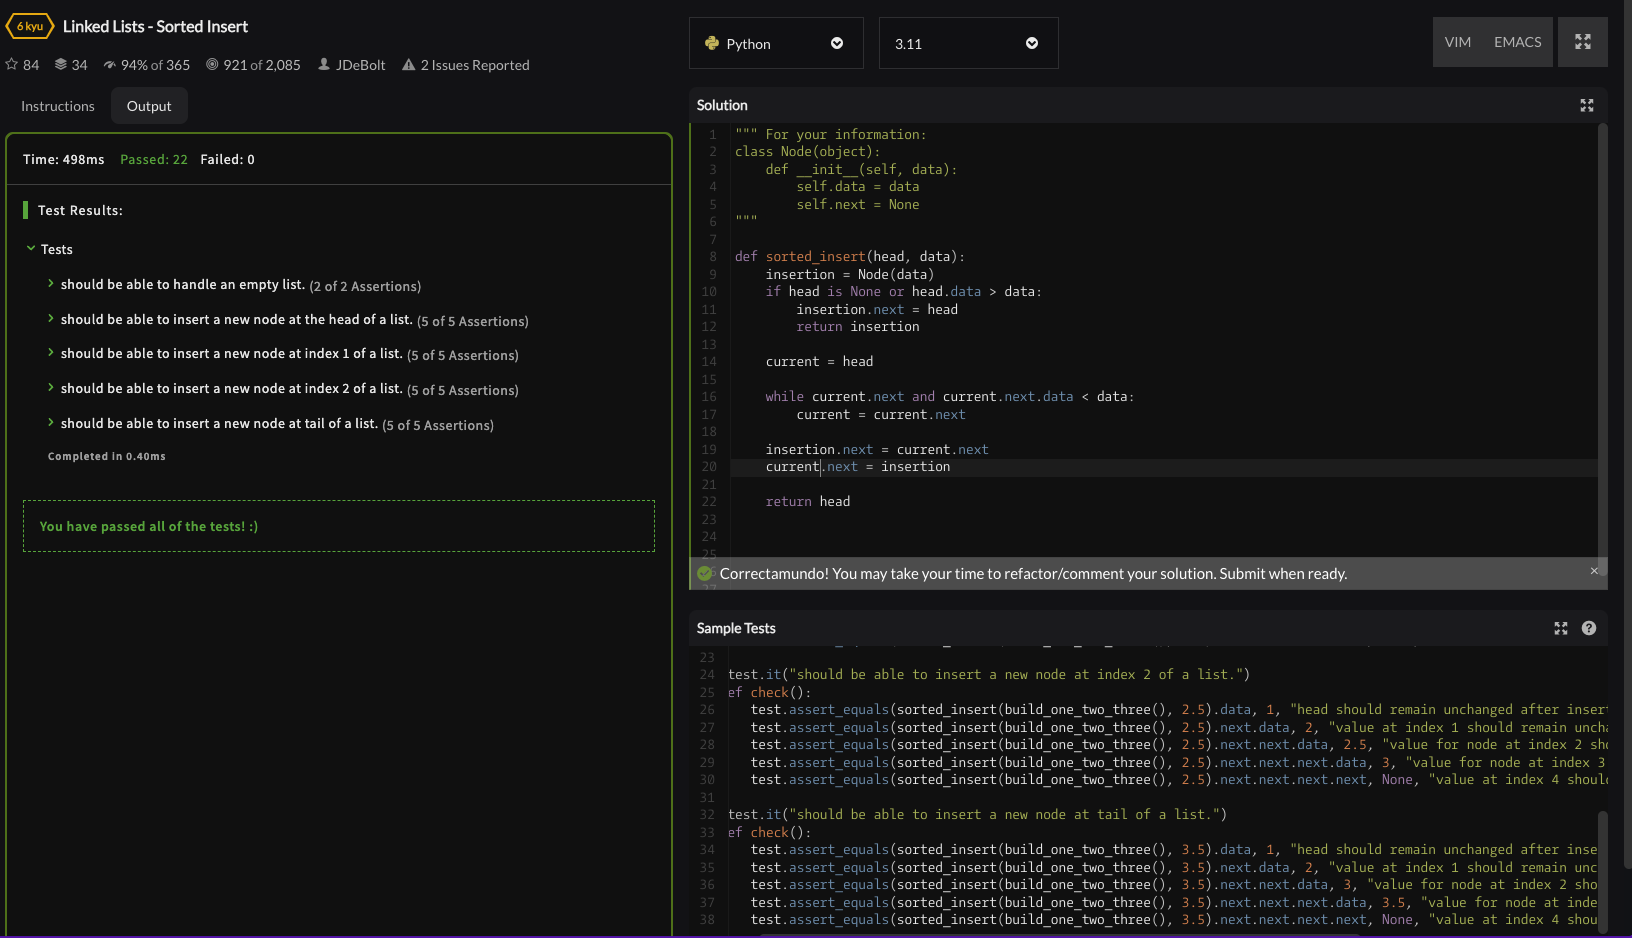 6 kyu Linked Lists - Sorted Insert
84 34 94% of 365 921 of 2,085 JDeBolt 2 Issues Reported
Instructions Output
Time: 498ms Passed: 22 Failed: 0
Test Results:
Tests
should be able to handle an empty list. (2 of 2 Assertions)
should be able to insert a new node at the head of a list. (5 of 5 Assertions)
should be able to insert a new node at index 1 of a list. (5 of 5 Assertions)
should be able to insert a new node at index 2 of a list. (5 of 5 Assertions)
should be able to insert a new node at tail of a list. (5 of 5 Assertions)
Completed in 0.40ms
You have passed all of the tests! :)
Python 3.11 VIM EMACS
Solution
1 """ For your information:
2 class Node(object):
3     def __init__(self, data):
4         self.data = data
5         self.next = None
6 """
7
8 def sorted_insert(head, data):
9     insertion = Node(data)
10     if head is None or head.data > data:
11         insertion.next = head
12         return insertion
13
14     current = head
15
16     while current.next and current.next.data < data:
17         current = current.next
18
19     insertion.next = current.next
20     current.next = insertion
21
22     return head
23
24
25
Correctamundo! You may take your time to refactor/comment your solution. Submit when ready. ×
27
Sample Tests
23
24 test.it("should be able to insert a new node at index 2 of a list.")
25 ef check():
26    test.assert_equals(sorted_insert(build_one_two_three(), 2.5).data, 1, "head should remain unchanged after insert
27    test.assert_equals(sorted_insert(build_one_two_three(), 2.5).next.data, 2, "value at index 1 should remain uncha
28    test.assert_equals(sorted_insert(build_one_two_three(), 2.5).next.next.data, 2.5, "value for node at index 2 sho
29    test.assert_equals(sorted_insert(build_one_two_three(), 2.5).next.next.next.data, 3, "value for node at index 3
30    test.assert_equals(sorted_insert(build_one_two_three(), 2.5).next.next.next.next, None, "value at index 4 should
31
32 test.it("should be able to insert a new node at tail of a list.")
33 ef check():
34    test.assert_equals(sorted_insert(build_one_two_three(), 3.5).data, 1, "head should remain unchanged after inse
35    test.assert_equals(sorted_insert(build_one_two_three(), 3.5).next.data, 2, "value at index 1 should remain unc
36    test.assert_equals(sorted_insert(build_one_two_three(), 3.5).next.next.data, 3, "value for node at index 2 sho
37    test.assert_equals(sorted_insert(build_one_two_three(), 3.5).next.next.next.data, 3.5, "value for node at inde
38    test.assert_equals(sorted_insert(build_one_two_three(), 3.5).next.next.next.next, None, "value at index 4 shou